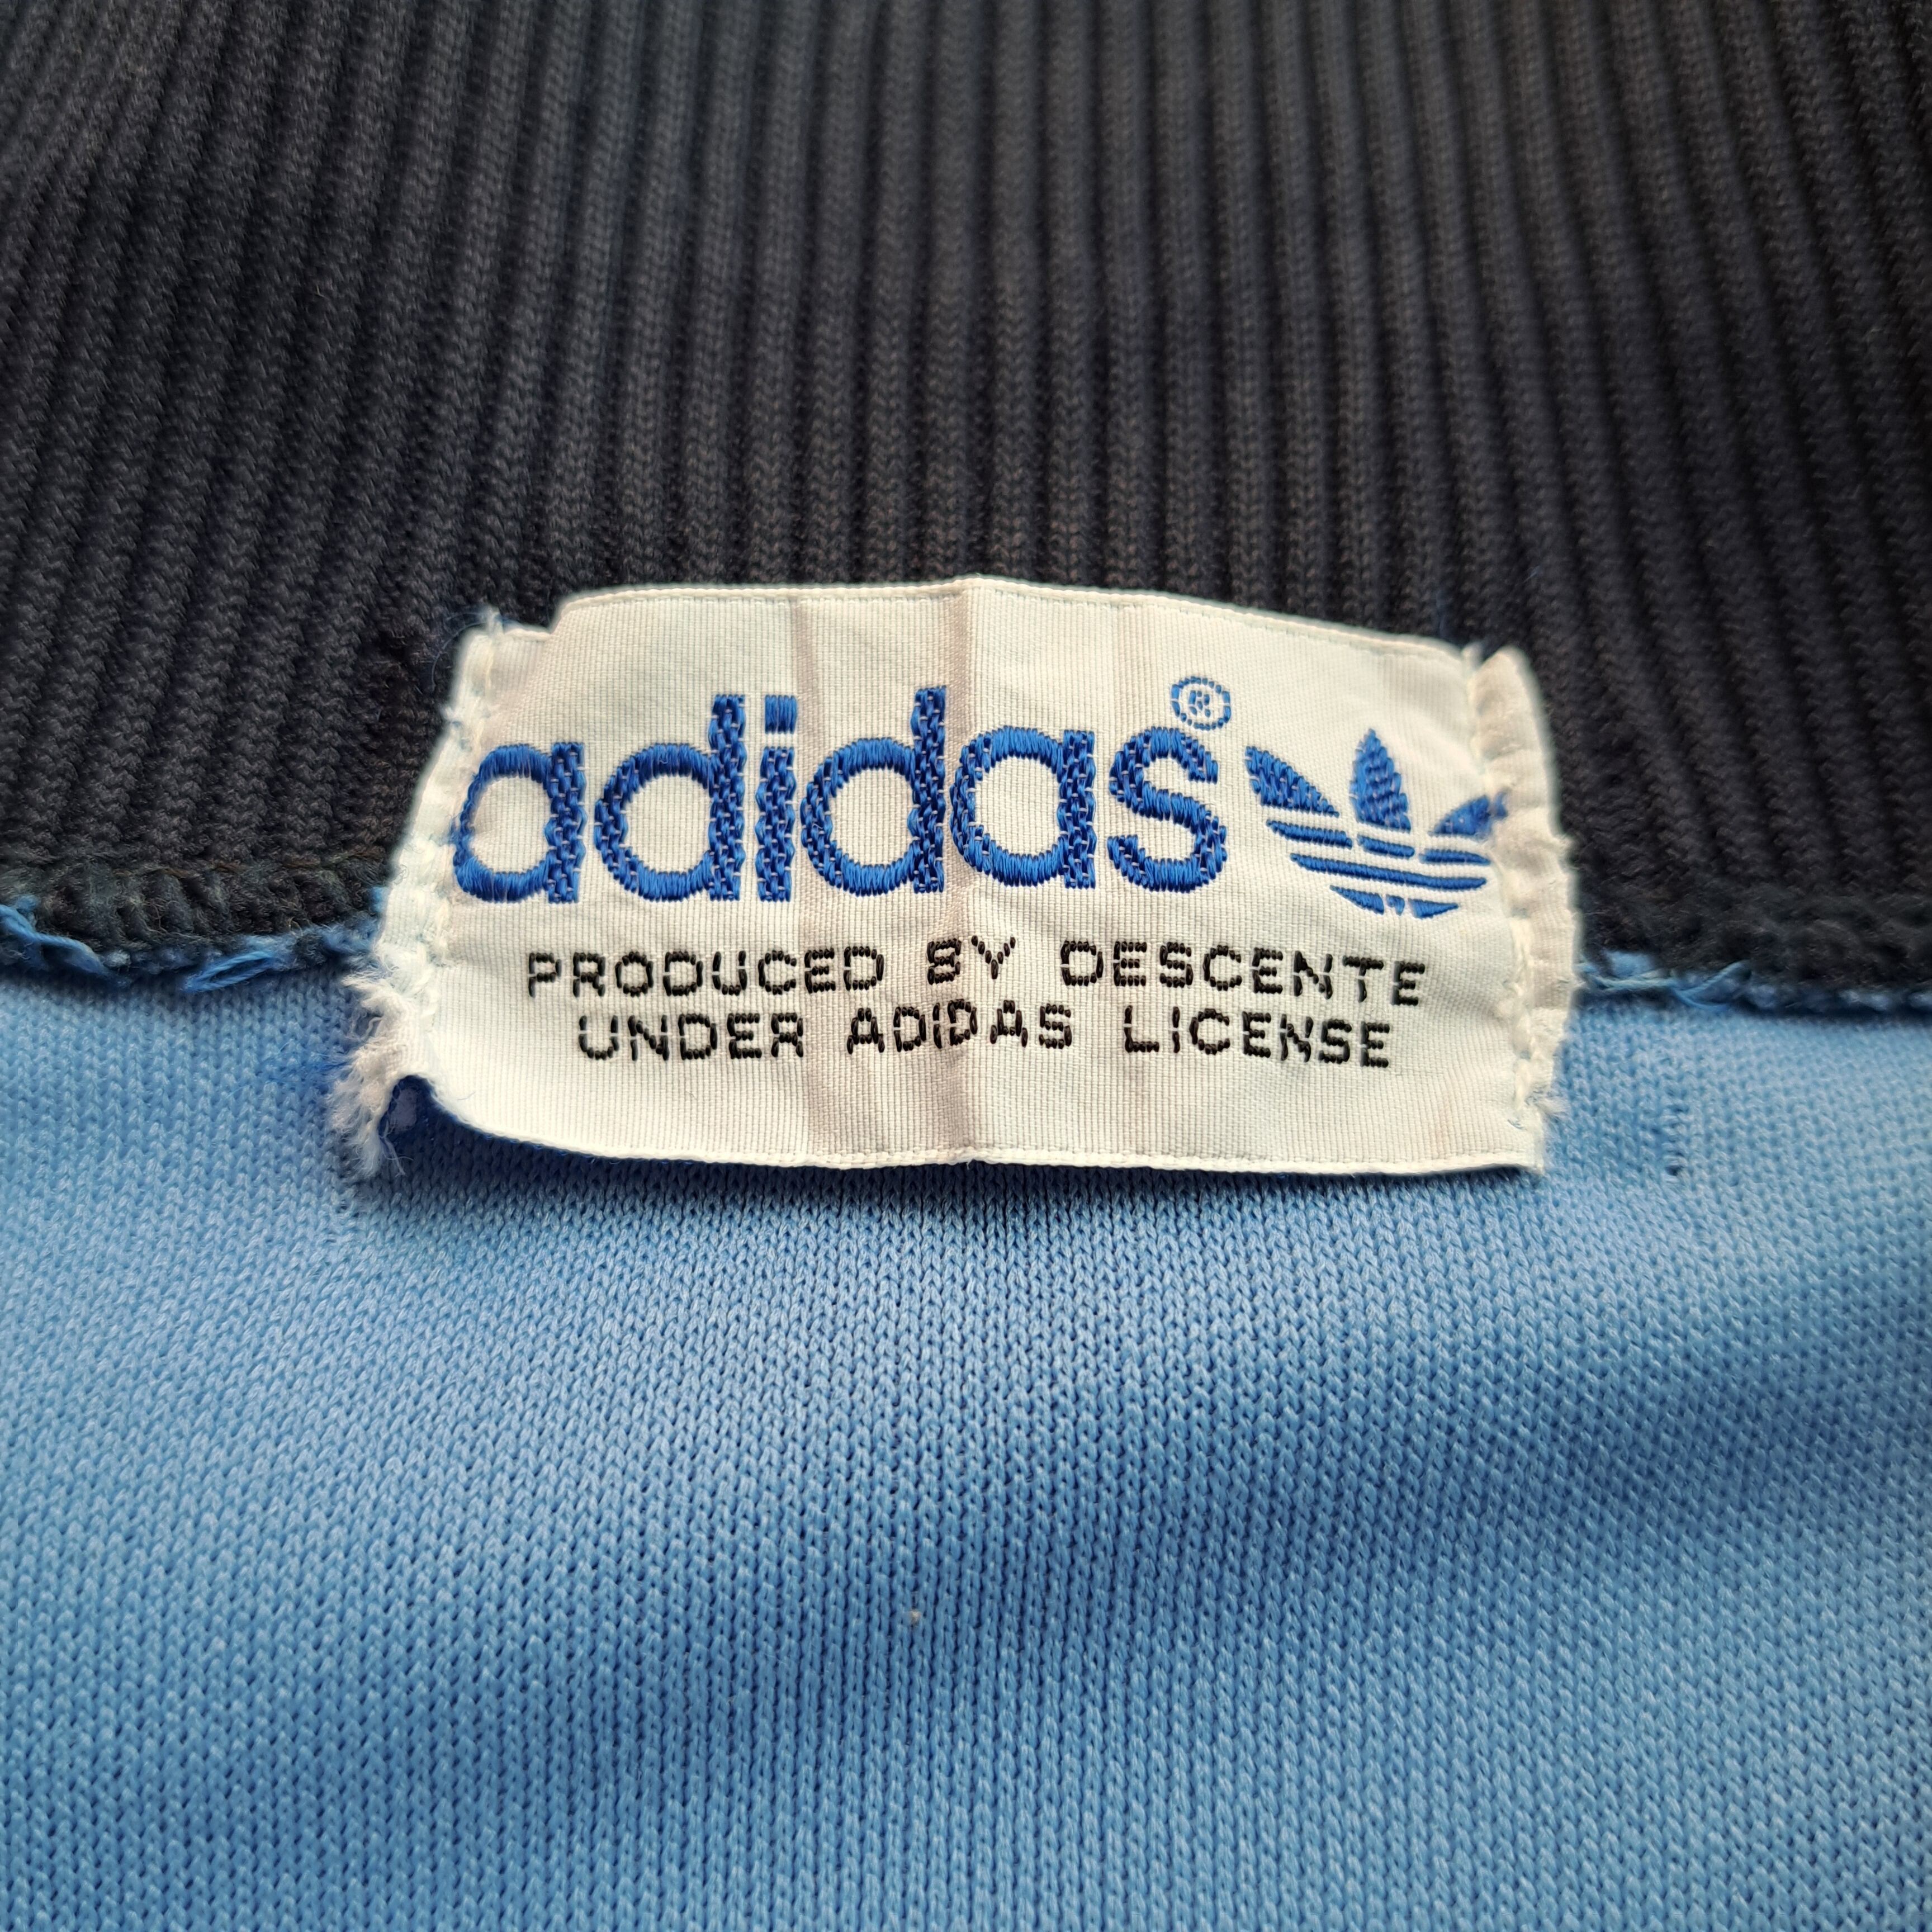 adidas®
PRODUCED BY DESCENTE
UNDER ADIDAS LICENSE